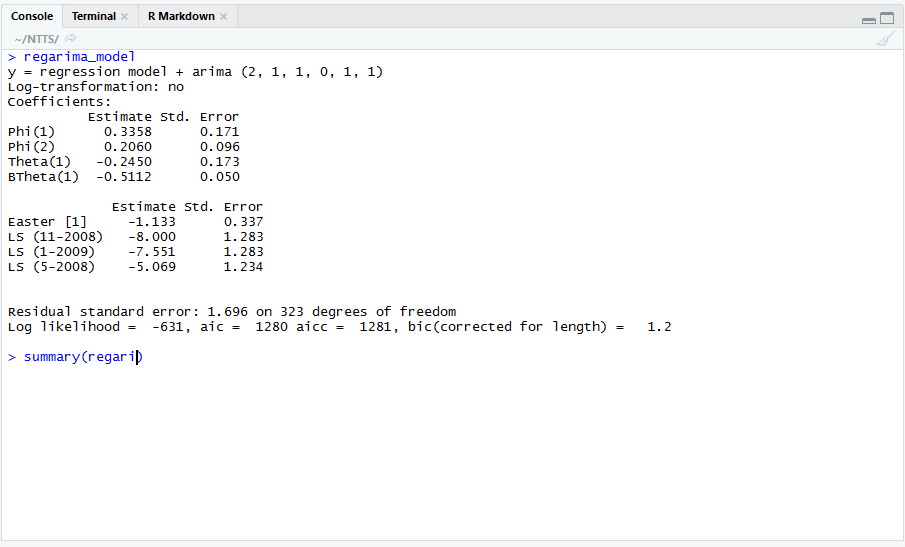 Console Terminal × R Markdown ×
~/NTTS/
> regarima_model
y = regression model + arima (2, 1, 1, 0, 1, 1)
Log-transformation: no
Coefficients:
          Estimate Std. Error
Phi(1)      0.3358      0.171
Phi(2)      0.2060      0.096
Theta(1)   -0.2450      0.173
BTheta(1)  -0.5112      0.050

             Estimate Std. Error
Easter [1]     -1.133      0.337
LS (11-2008)   -8.000      1.283
LS (1-2009)    -7.551      1.283
LS (5-2008)    -5.069      1.234


Residual standard error: 1.696 on 323 degrees of freedom
Log likelihood =  -631, aic =  1280 aicc =  1281, bic(corrected for length) =   1.2

> summary(regari)